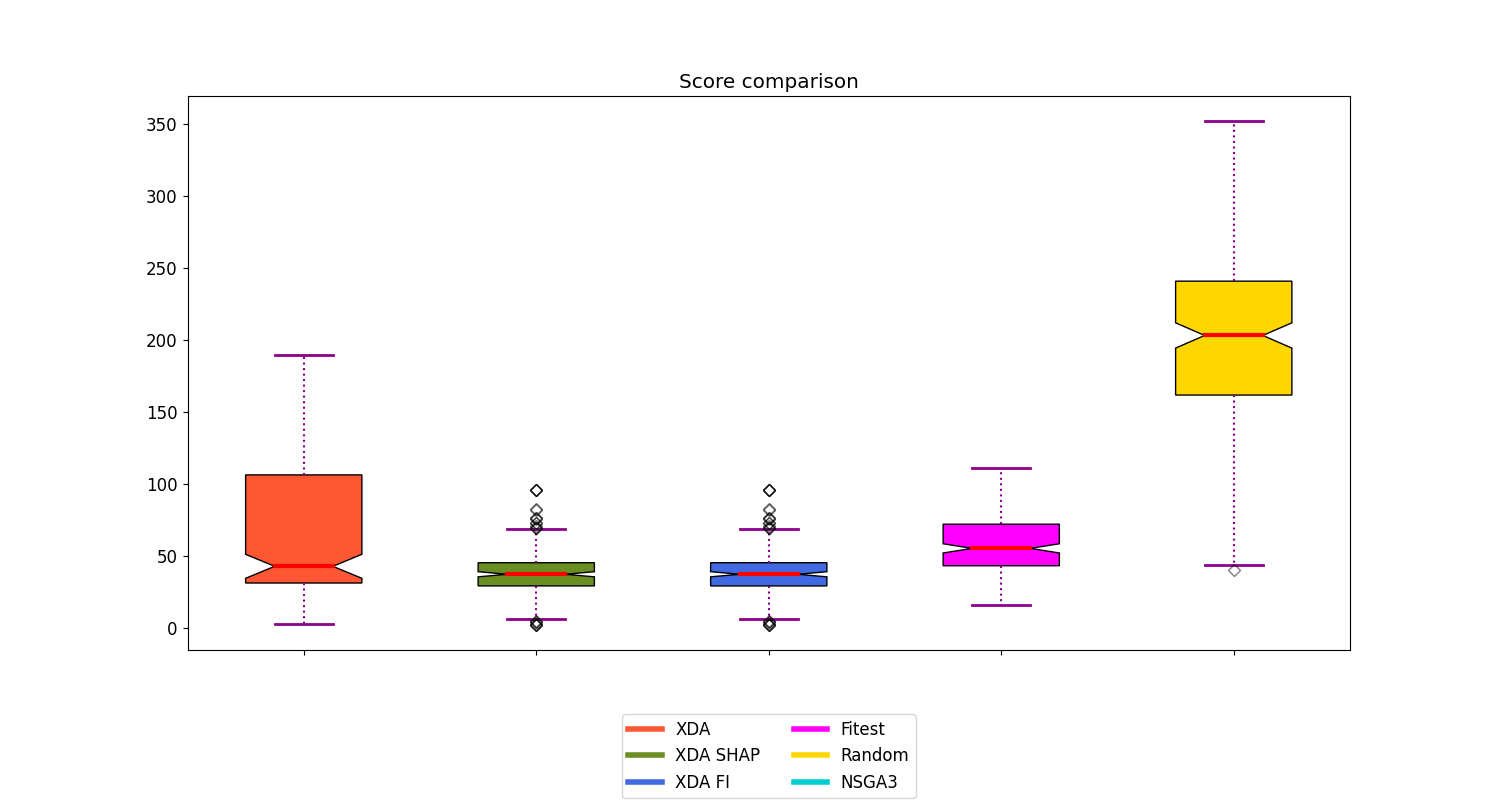 Score comparison
350
300
250
200
150
100
50
0
XDA
XDA SHAP
XDA FI
Fitest
Random
NSGA3